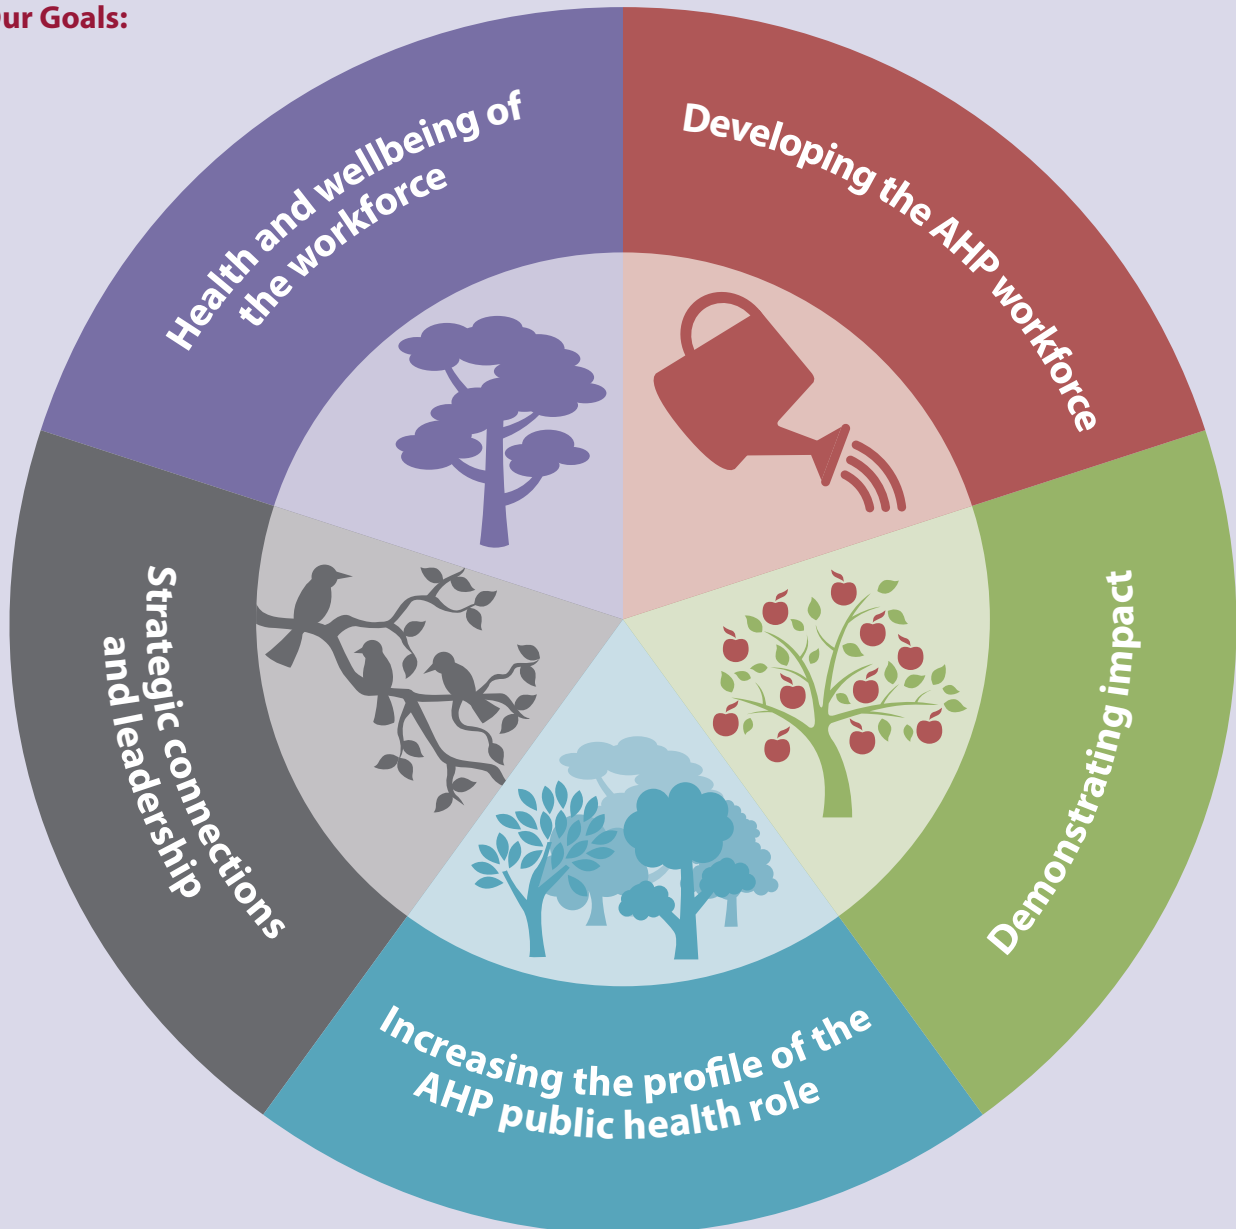 ur Goals:
Health and wellbeing of
the workforce
Developing the AHP workforce
Demonstrating impact
Increasing the profile of the
AHP public health role
Strategic connections
and leadership